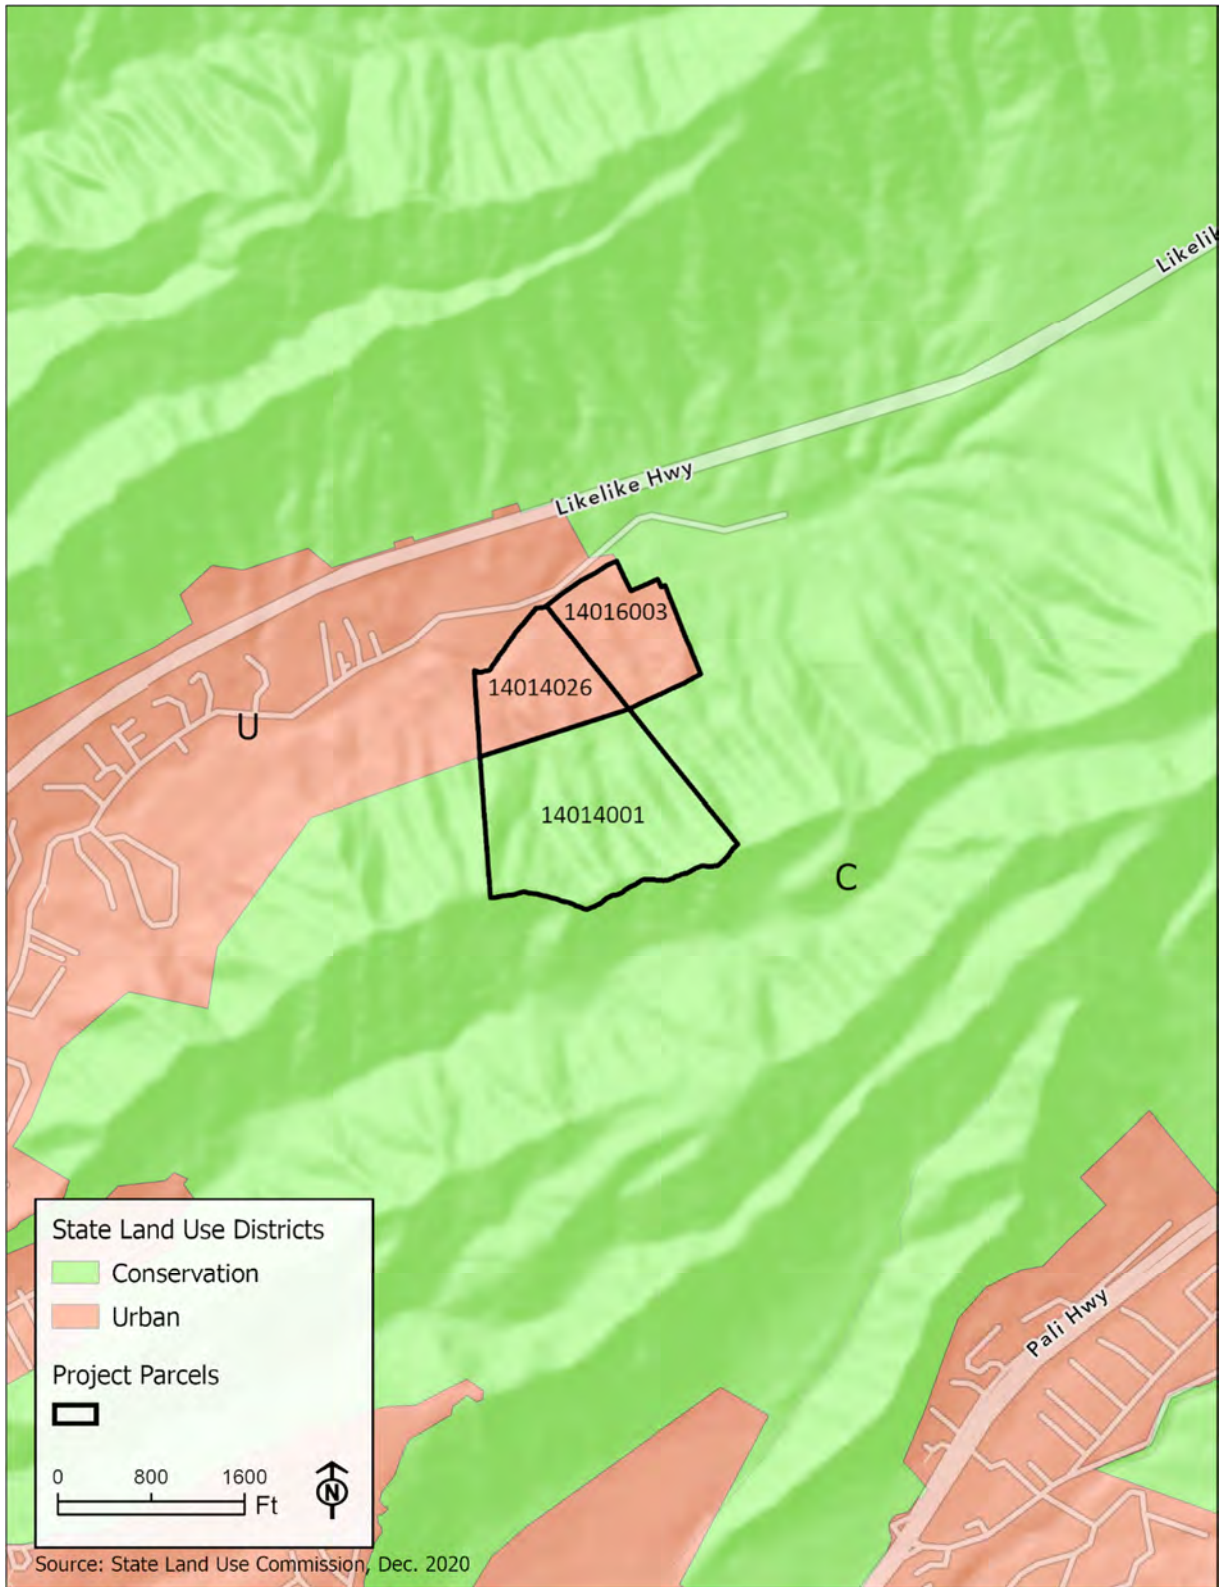 Likelik
Likelike Hwy
14016003
14014026
U
14014001
C
State Land Use Districts
Conservation
Urban
Pali Hwy
Project Parcels
0 800 1600
Ft
N
Source: State Land Use Commission, Dec. 2020